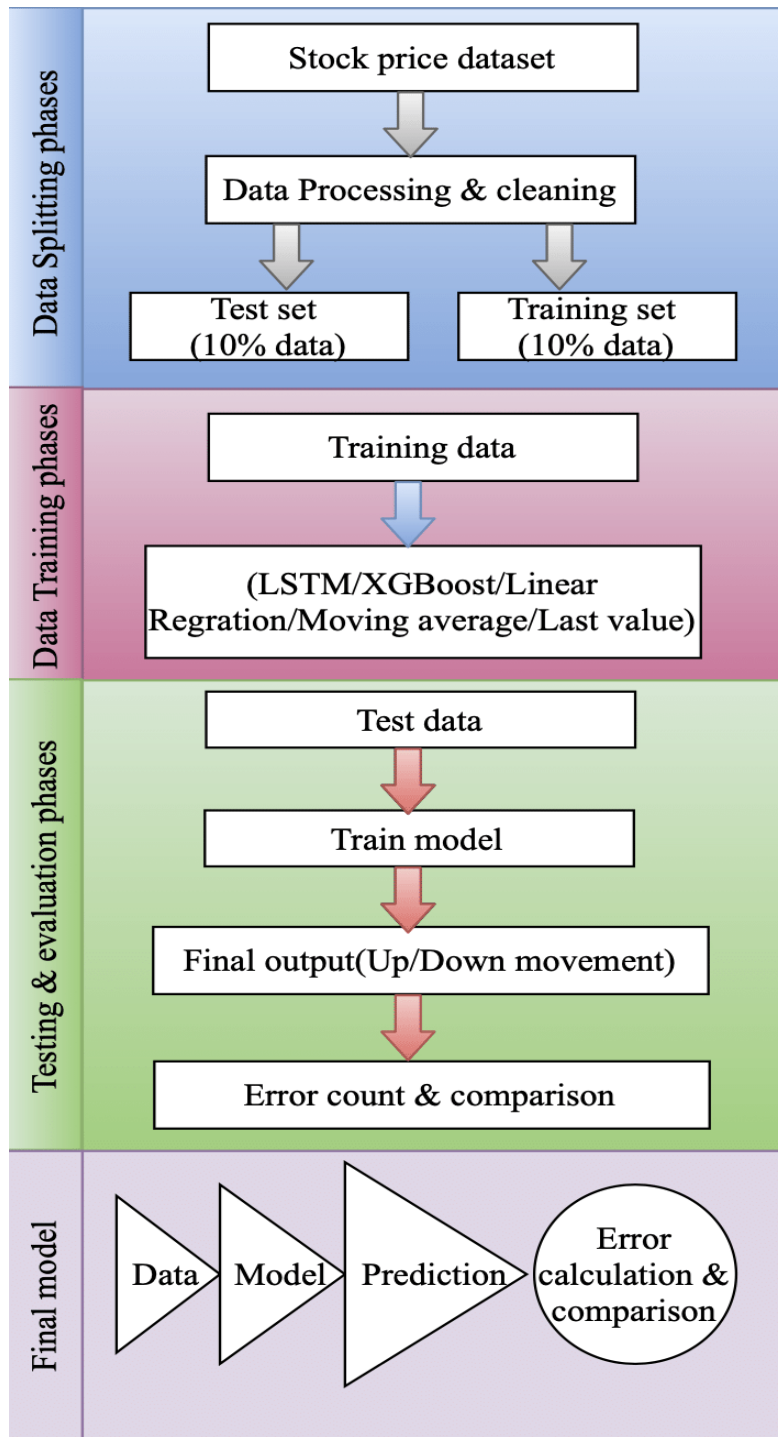 Data Splitting phases
Stock price dataset
Data Processing & cleaning
Test set
(10% data)
Training set
(10% data)
Data Training phases
Training data
(LSTM/XGBoost/Linear
Regration/Moving average/Last value)
Testing & evaluation phases
Test data
Train model
Final output(Up/Down movement)
Error count & comparison
Final model
Data
Model
Prediction
Error
calculation &
comparison